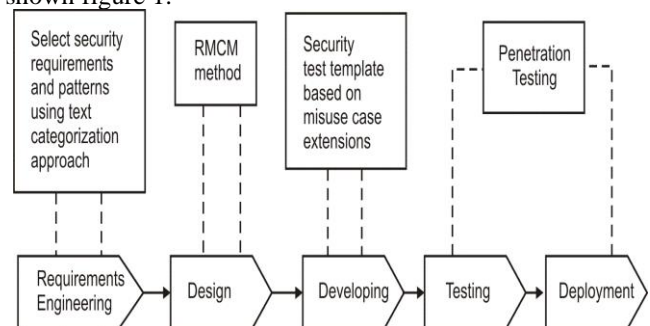 shown figure 1.
Select security
requirements
and patterns
using text
categorization
approach
RMCM
method
Security
test template
based on
misuse case
extensions
Penetration
Testing
Requirements
Engineering
Design
Developing
Testing
Deployment